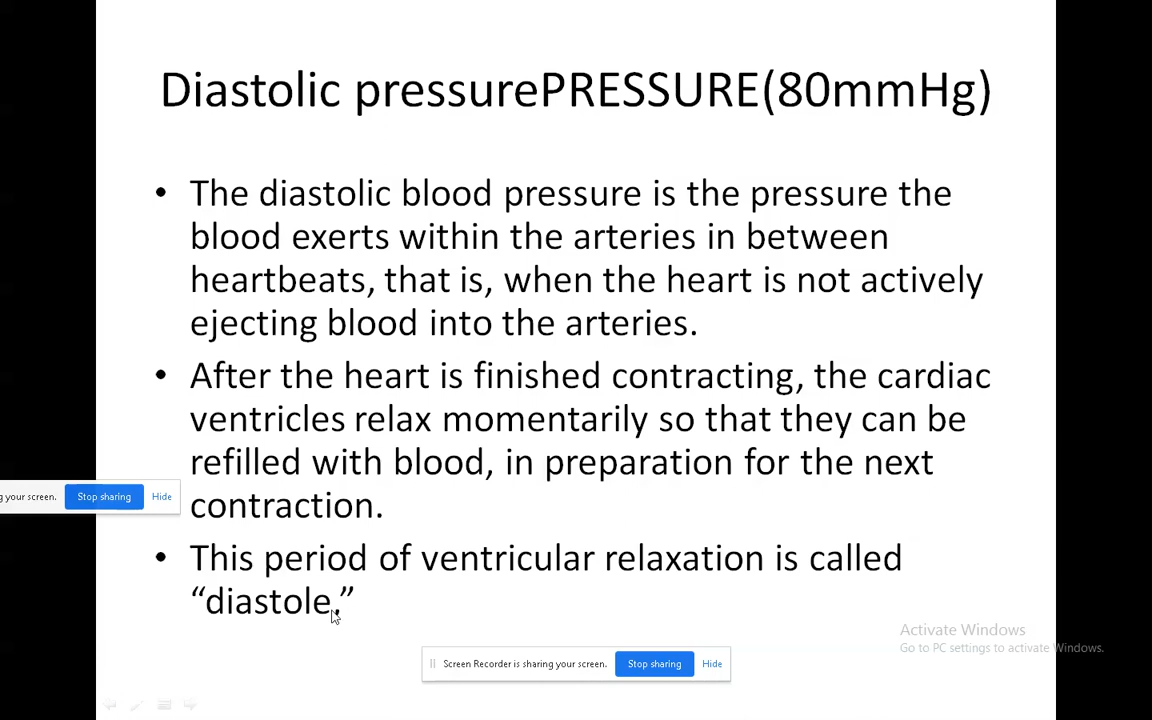 Diastolic pressurePRESSURE(80mmHg)
• The diastolic blood pressure is the pressure the
blood exerts within the arteries in between
heartbeats, that is, when the heart is not actively
ejecting blood into the arteries.
• After the heart is finished contracting, the cardiac
ventricles relax momentarily so that they can be
refilled with blood, in preparation for the next
contraction.
g your screen. Stop sharing Hide
• This period of ventricular relaxation is called
“diastole.”
Activate Windows
Go to PC settings to activate Windows.
Screen Recorder is sharing your screen. Stop sharing Hide